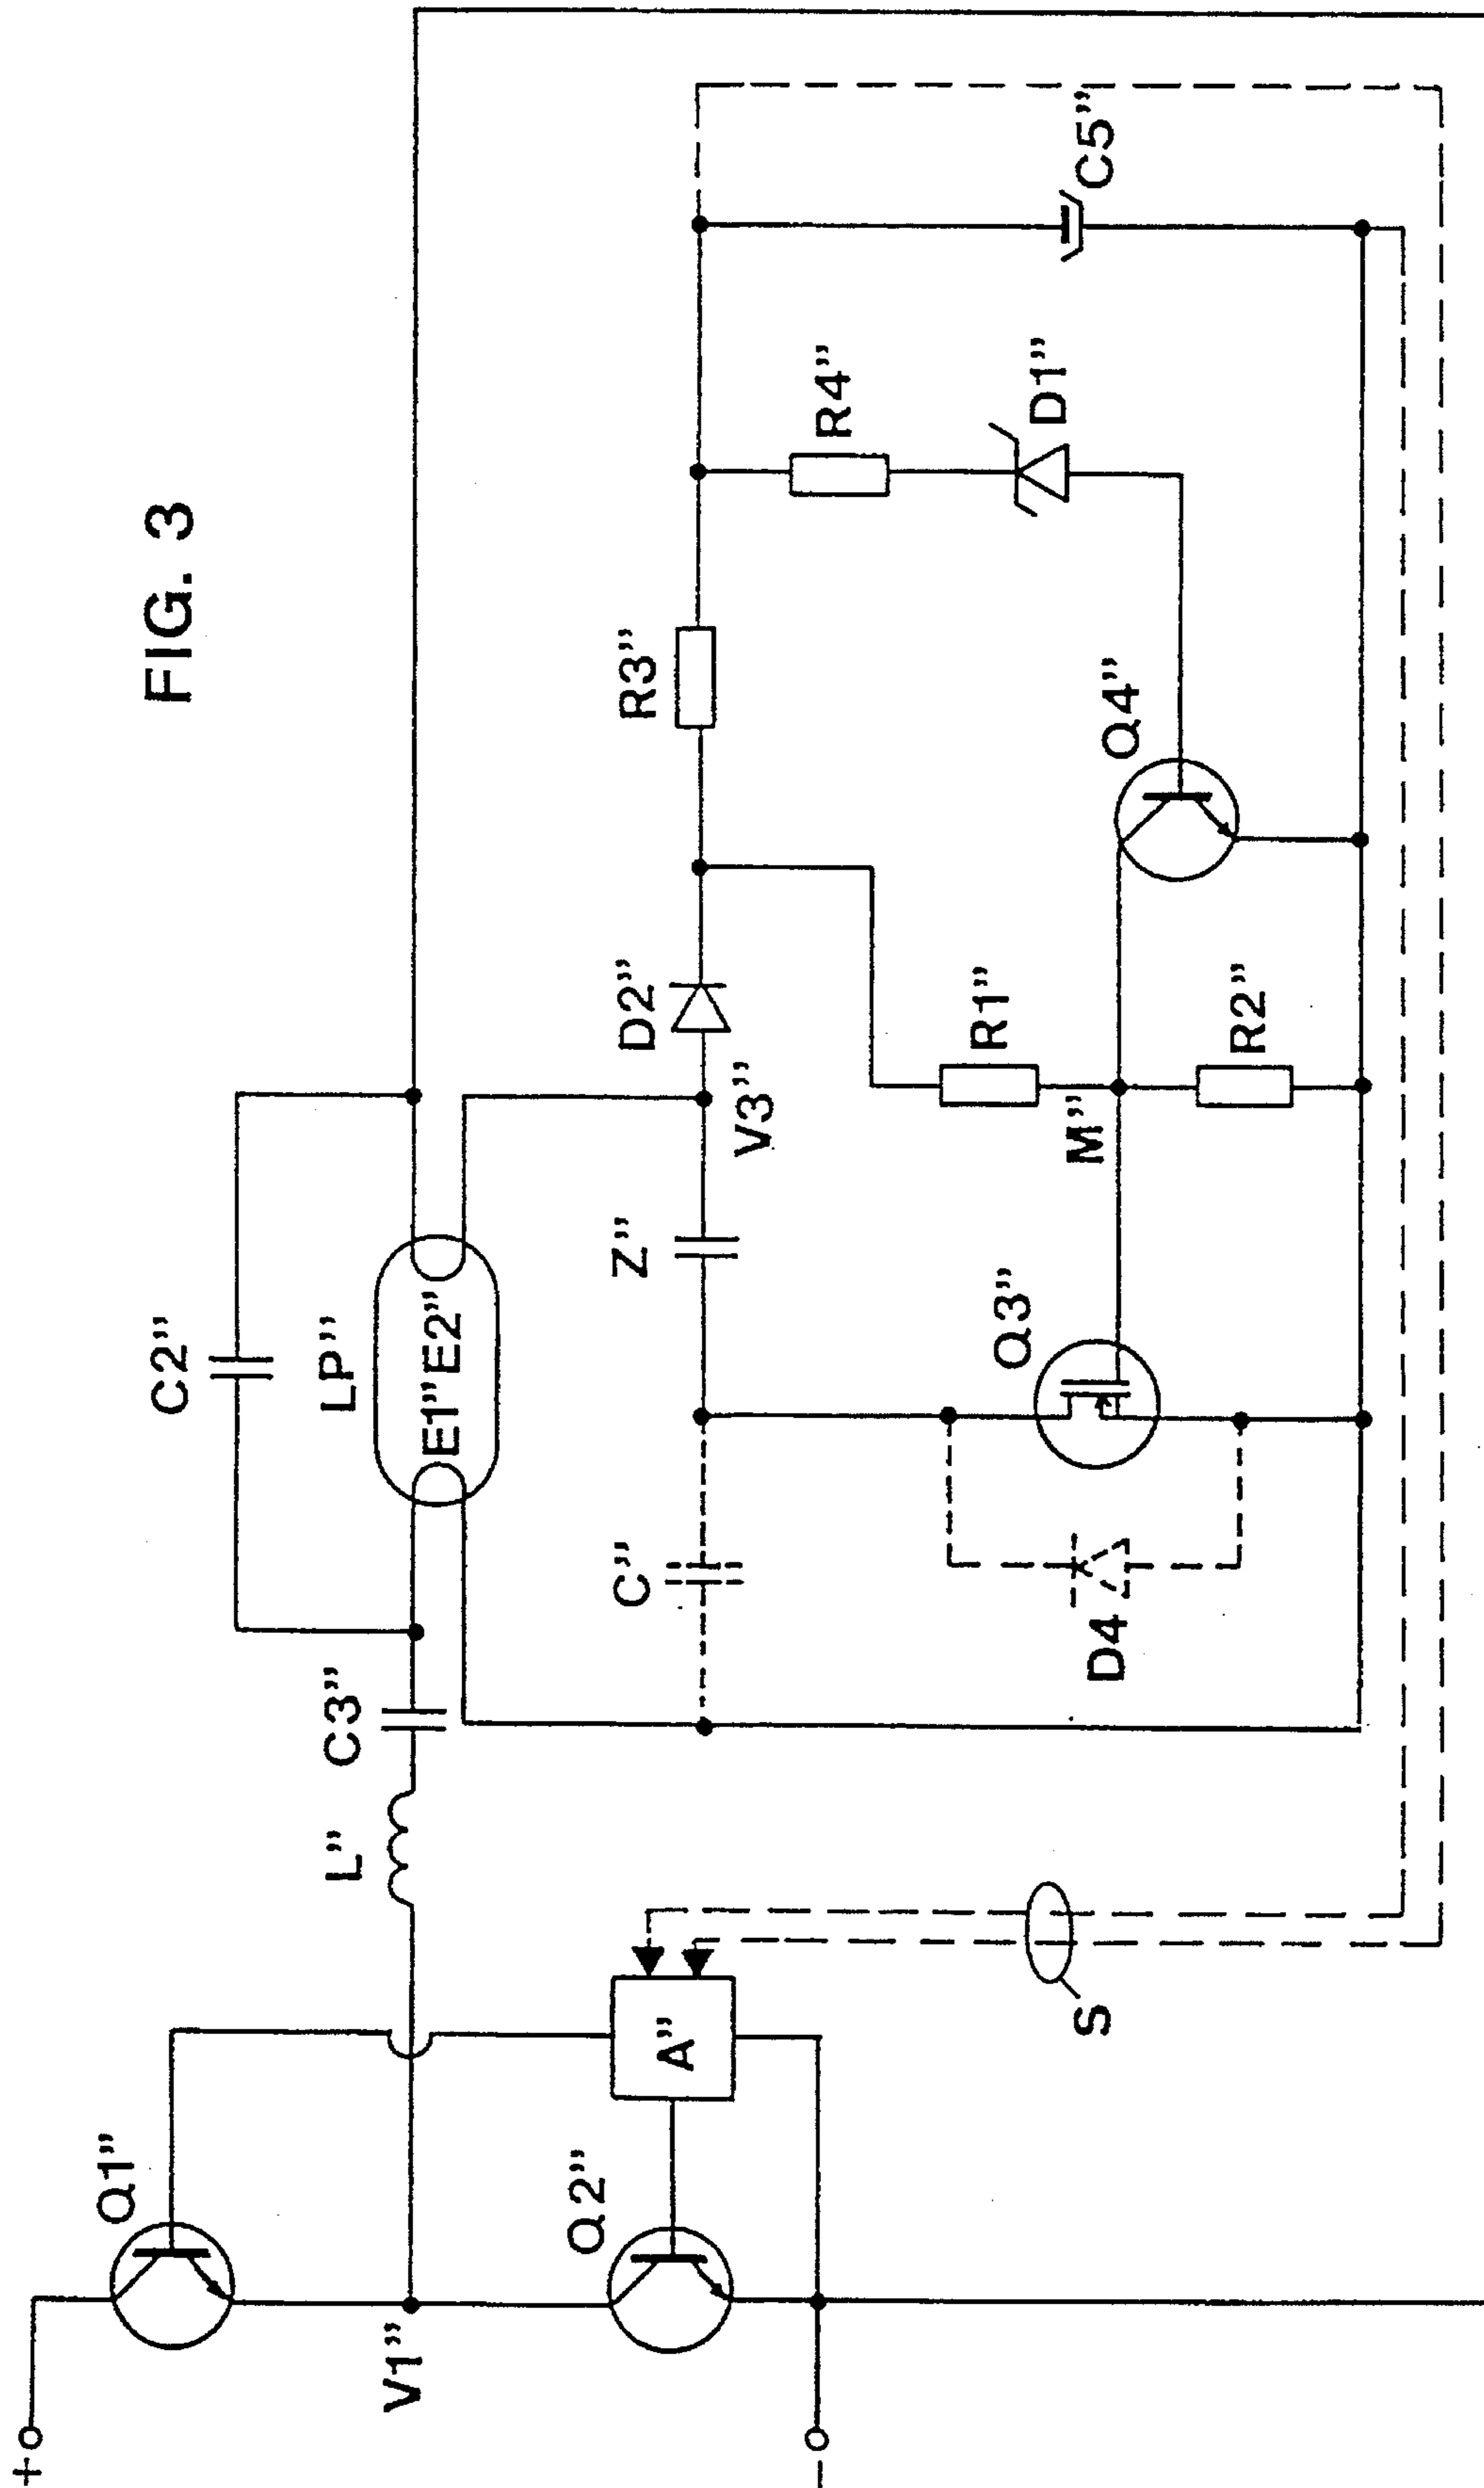 FIG. 3
+
-
Q1”
Q2”
V1”
A”
L”
C3”
C2”
LP”
E1”E2”
C”
Z”
V3”
D2”
R3”
R4”
D1”
C5”
Q4”
R1”
M”
R2”
Q3”
D4
S